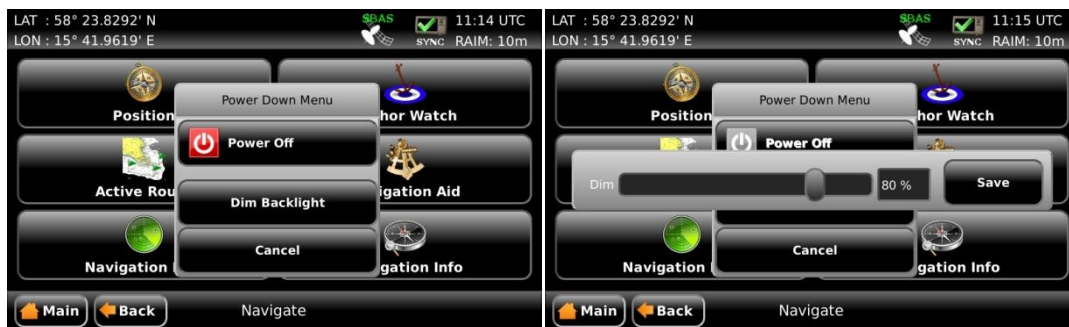 LAT : 58° 23.8292' N
LON : 15° 41.9619' E
SBAS
SYNC
11:14 UTC
RAIM: 10m
Position
hor Watch
Power Down Menu
Power Off
Active Rou
igation Aid
Dim Backlight
Cancel
Navigation
gation Info
Main
Back
Navigate
LAT : 58° 23.8292' N
LON : 15° 41.9619' E
SBAS
SYNC
11:15 UTC
RAIM: 10m
Position
hor Watch
Power Down Menu
Power Off
Dim
80 %
Save
Cancel
Navigation
gation Info
Main
Back
Navigate